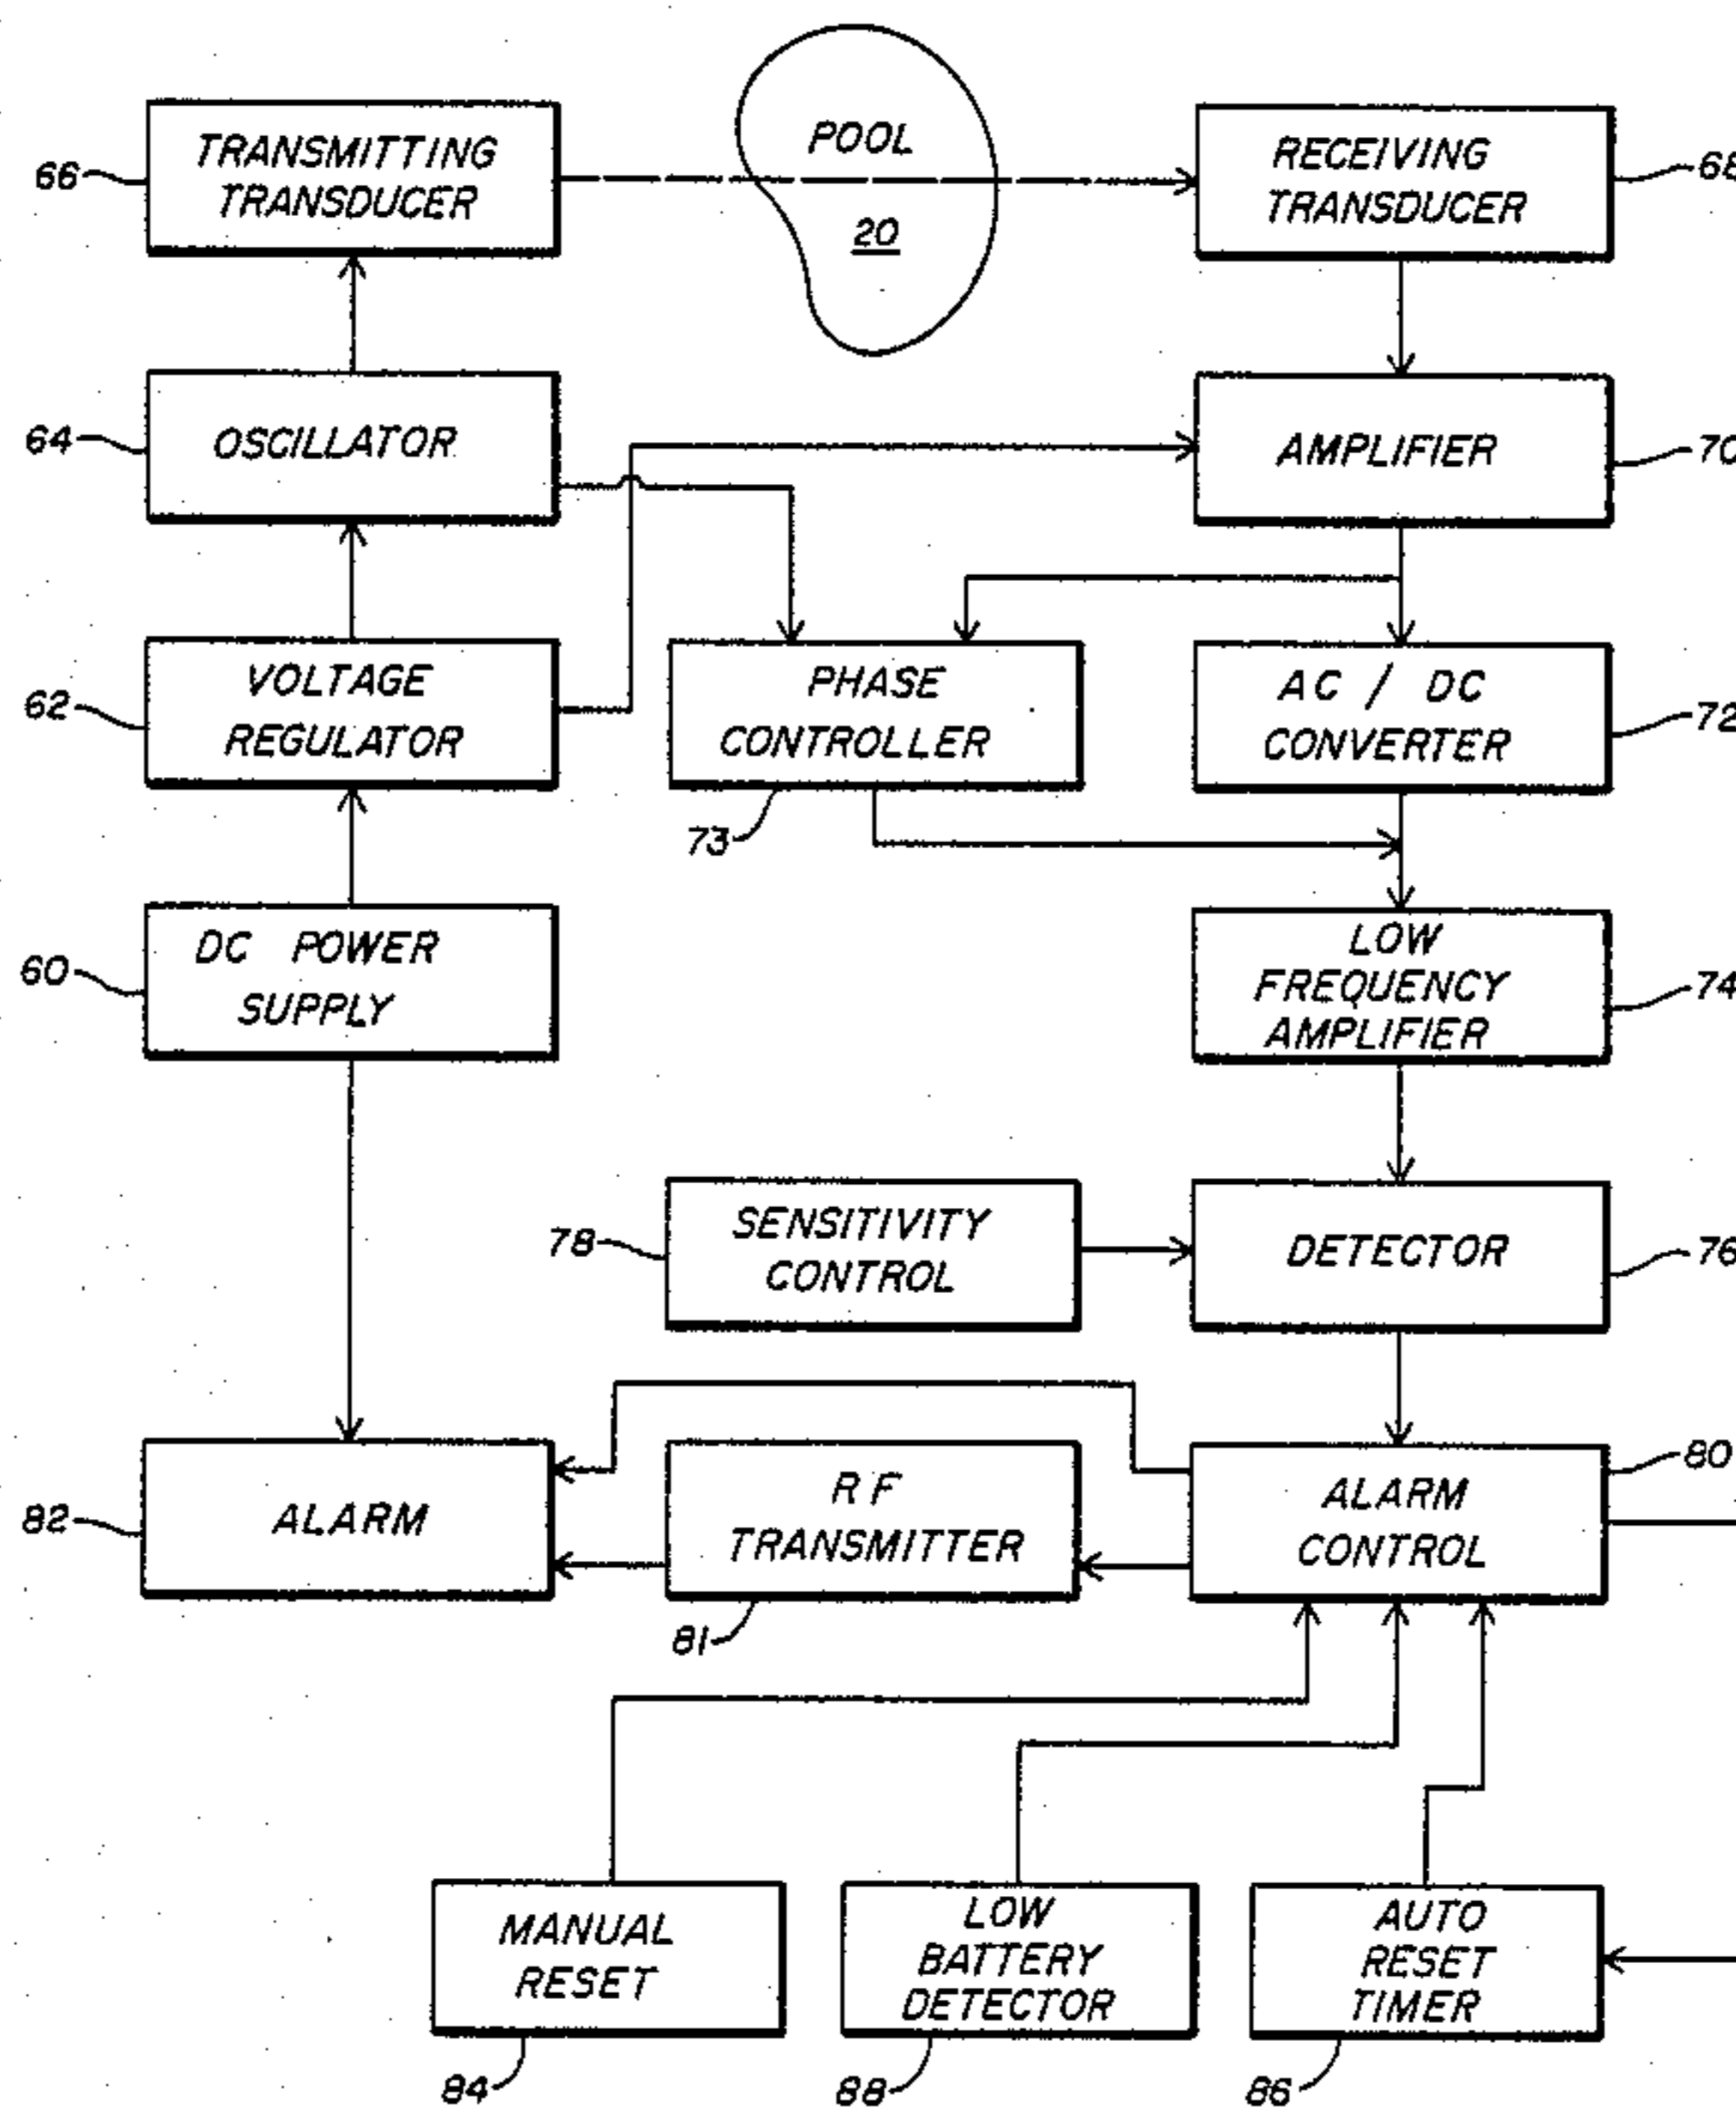 TRANSMITTING
TRANSDUCER
66
POOL
20
RECEIVING
TRANSDUCER
68
OSCILLATOR
64
AMPLIFIER
70
VOLTAGE
REGULATOR
62
PHASE
CONTROLLER
73
AC / DC
CONVERTER
72
DC POWER
SUPPLY
60
LOW
FREQUENCY
AMPLIFIER
74
SENSITIVITY
CONTROL
78
DETECTOR
76
ALARM
82
RF
TRANSMITTER
81
ALARM
CONTROL
80
MANUAL
RESET
84
LOW
BATTERY
DETECTOR
88
AUTO
RESET
TIMER
86